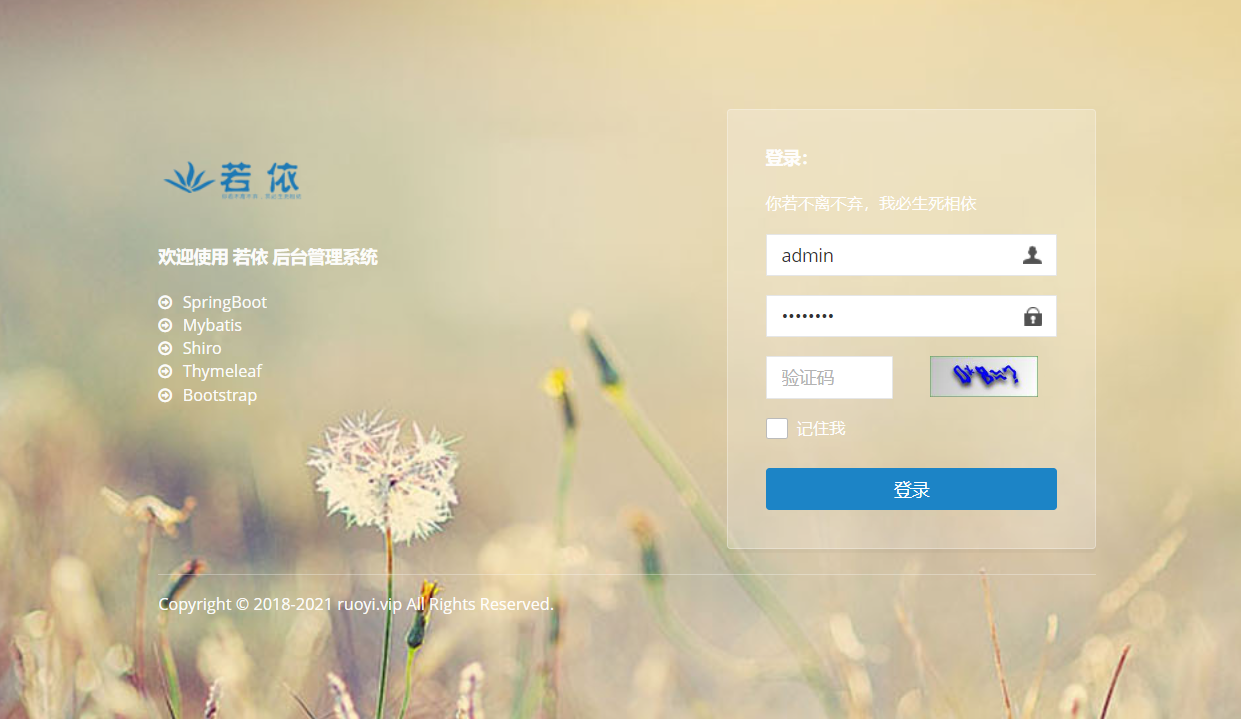 若 依
欢迎使用 若依 后台管理系统
SpringBoot
Mybatis
Shiro
Thymeleaf
Bootstrap
登录：
你若不离不弃，我必生死相依
admin
••••••••
验证码
记住我
登录
Copyright © 2018-2021 ruoyi.vip All Rights Reserved.